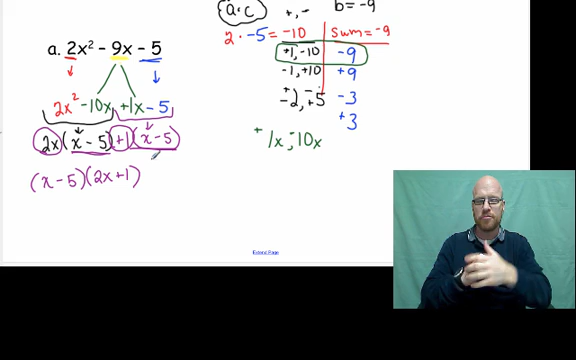 a·c +, - b = -9
2 · -5 = -10 Sum = -9
a. 2x² - 9x - 5
+1, -10 -9
-1, +10 +9
2x² -10x +1x - 5
-2, +5 -3
+3
2x(x - 5) +1(x - 5)
+1x, -10x
(x - 5)(2x + 1)
Extend Page